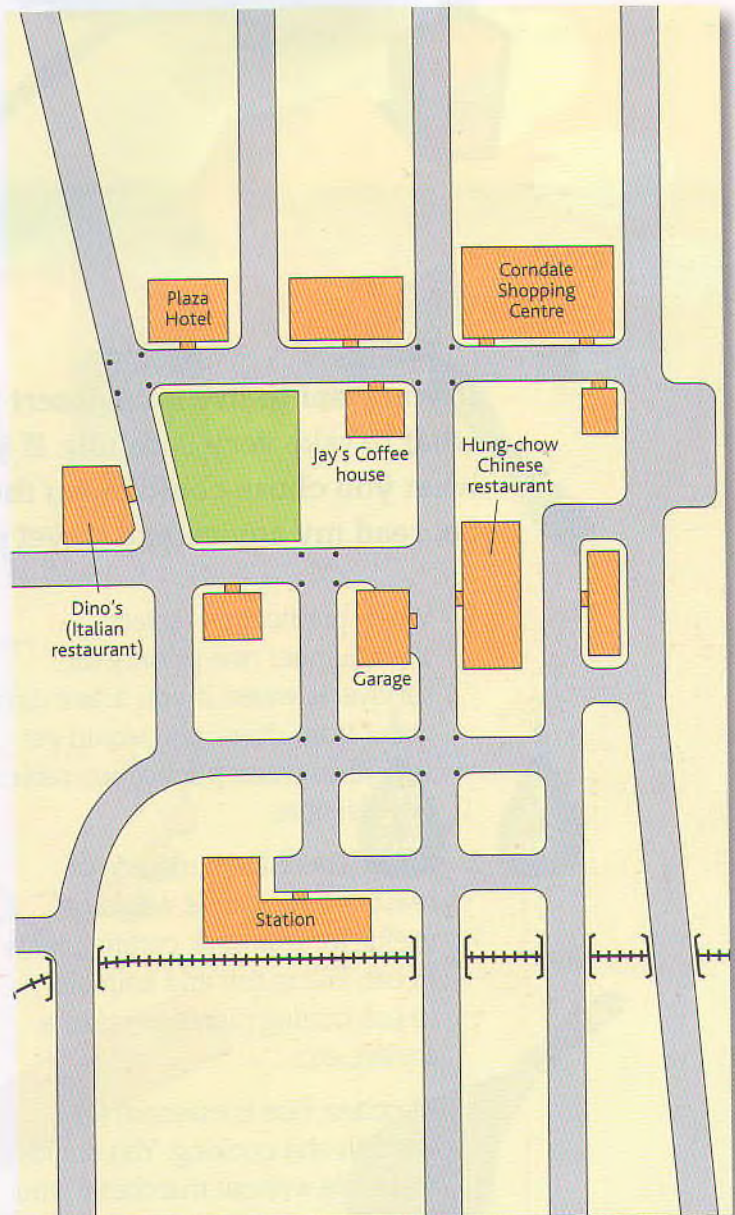 Plaza
Hotel
Corndale
Shopping
Centre
Jay's Coffee
house
Hung-chow
Chinese
restaurant
Dino's
(Italian
restaurant)
Garage
Station